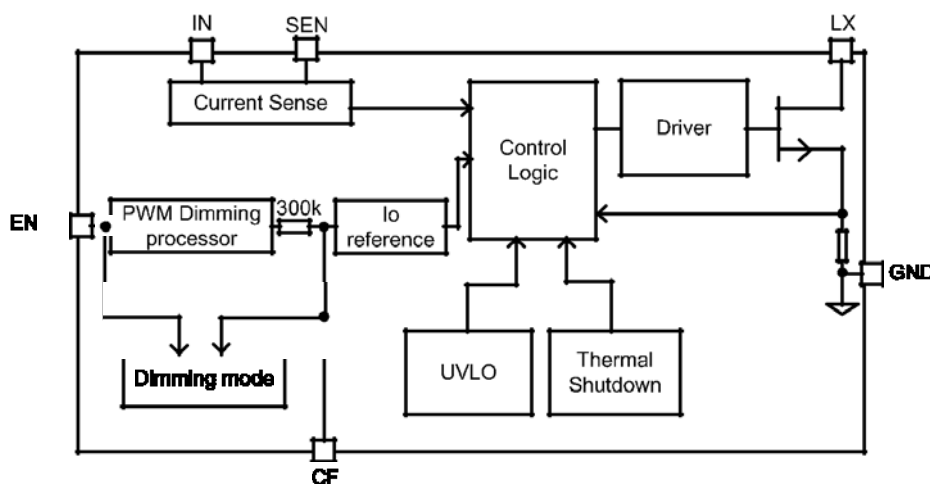 IN
SEN
LX
Current Sense
Control
Logic
Driver
EN
PWM Dimming
processor
300k
Io
reference
GND
UVLO
Thermal
Shutdown
Dimming mode
CF